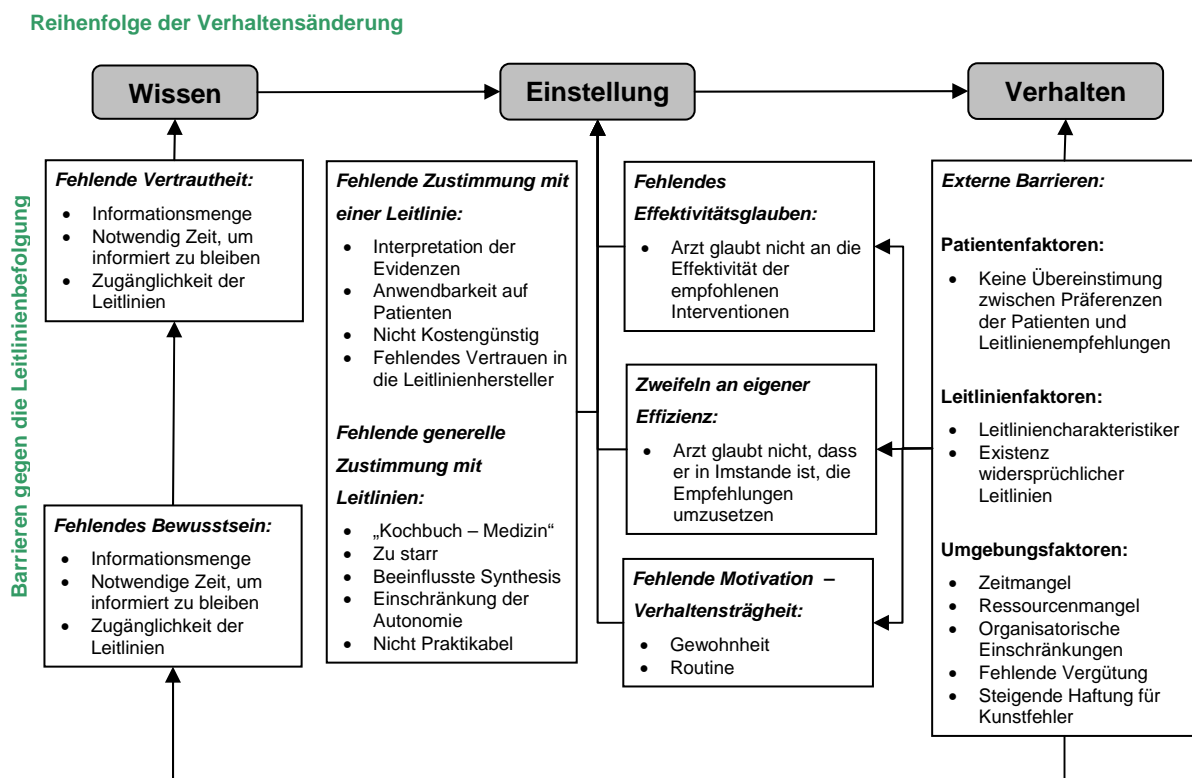 Reihenfolge der Verhaltensänderung
Wissen
Einstellung
Verhalten
Barrieren gegen die Leitlinienbefolgung
Fehlende Vertrautheit:
• Informationsmenge
• Notwendig Zeit, um
informiert zu bleiben
• Zugänglichkeit der
Leitlinien
Fehlendes Bewusstsein:
• Informationsmenge
• Notwendige Zeit, um
informiert zu bleiben
• Zugänglichkeit der
Leitlinien
Fehlende Zustimmung mit
einer Leitlinie:
• Interpretation der
Evidenzen
• Anwendbarkeit auf
Patienten
• Nicht Kostengünstig
• Fehlendes Vertrauen in
die Leitlinienhersteller
Fehlende generelle
Zustimmung mit
Leitlinien:
• „Kochbuch – Medizin“
• Zu starr
• Beeinflusste Synthesis
• Einschränkung der
Autonomie
• Nicht Praktikabel
Fehlendes
Effektivitätsglauben:
• Arzt glaubt nicht an die
Effektivität der
empfohlenen
Interventionen
Zweifeln an eigener
Effizienz:
• Arzt glaubt nicht, dass
er in Imstande ist, die
Empfehlungen
umzusetzen
Fehlende Motivation –
Verhaltensträgheit:
• Gewohnheit
• Routine
Externe Barrieren:
Patientenfaktoren:
• Keine Übereinstimung
zwischen Präferenzen
der Patienten und
Leitlinienempfehlungen
Leitlinienfaktoren:
• Leitliniencharakteristiker
• Existenz
widersprüchlicher
Leitlinien
Umgebungsfaktoren:
• Zeitmangel
• Ressourcenmangel
• Organisatorische
Einschränkungen
• Fehlende Vergütung
• Steigende Haftung für
Kunstfehler